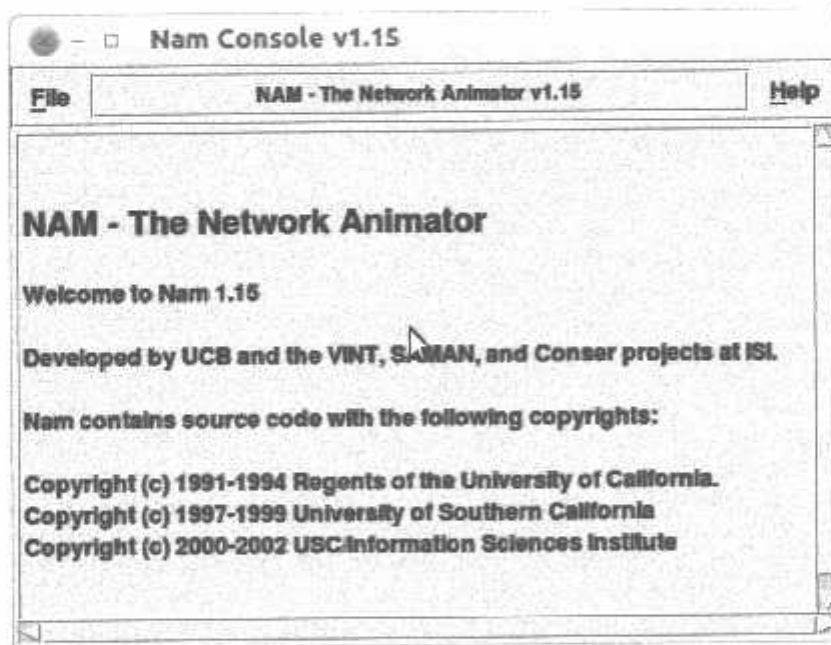 Nam Console v1.15
File NAM - The Network Animator v1.15 Help
NAM - The Network Animator
Welcome to Nam 1.15
Developed by UCB and the VINT, SAMAN, and Conser projects at ISI.
Nam contains source code with the following copyrights:
Copyright (c) 1991-1994 Regents of the University of California.
Copyright (c) 1997-1999 University of Southern California
Copyright (c) 2000-2002 USC/Information Sciences Institute